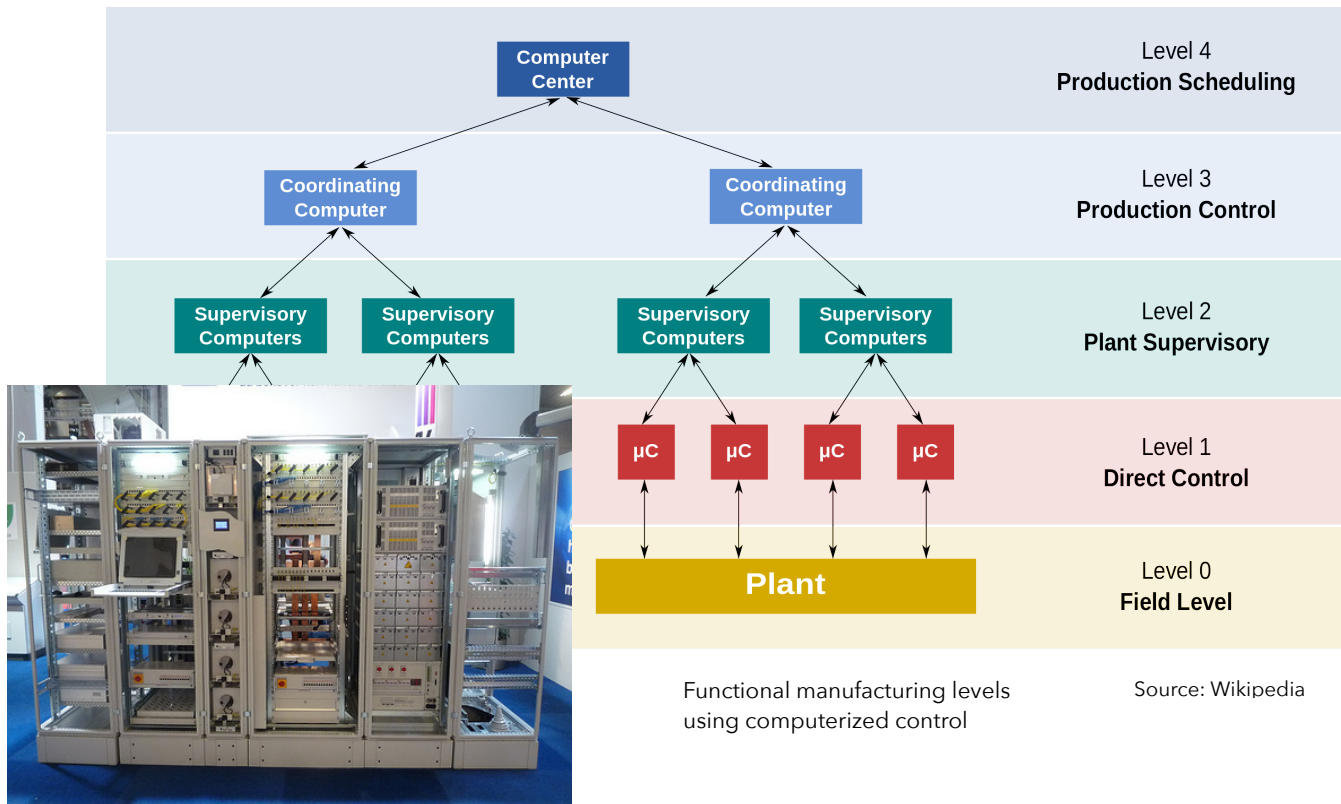 Computer
Center
Level 4
Production Scheduling
Coordinating
Computer
Coordinating
Computer
Level 3
Production Control
Supervisory
Computers
Supervisory
Computers
Supervisory
Computers
Supervisory
Computers
Level 2
Plant Supervisory
μC
μC
μC
μC
Level 1
Direct Control
Plant
Level 0
Field Level
Functional manufacturing levels
using computerized control
Source: Wikipedia